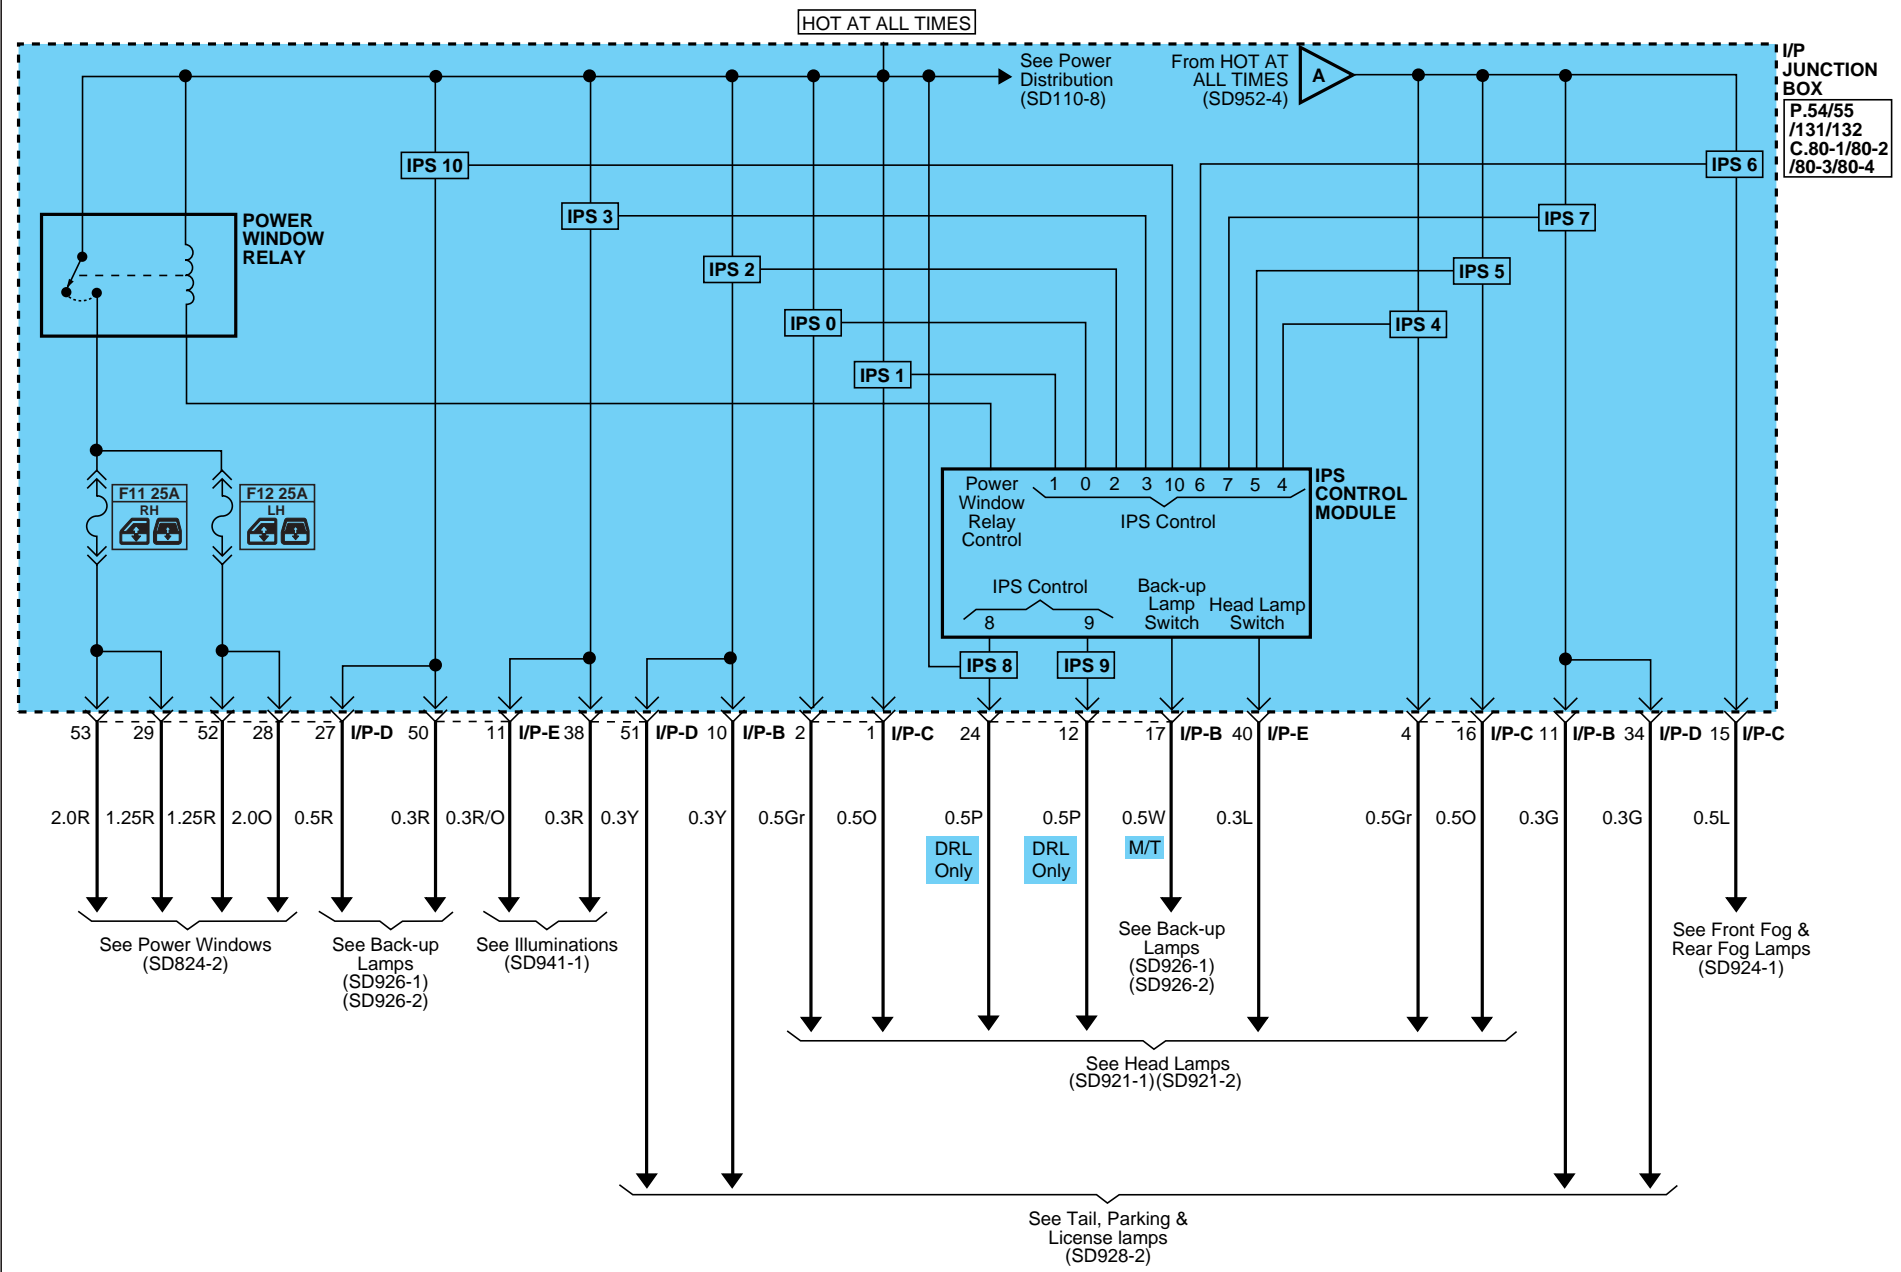 HOT AT ALL TIMES
See Power
Distribution
(SD110-8)
From HOT AT
ALL TIMES
(SD952-4)
A
I/P
JUNCTION
BOX
P.54/55
/131/132
C.80-1/80-2
/80-3/80-4
IPS 10
IPS 6
IPS 3
IPS 7
POWER
WINDOW
RELAY
IPS 2
IPS 5
IPS 0
IPS 4
IPS 1
F11 25A
RH
F12 25A
LH
Power
Window
Relay
Control
1 0 2 3 10 6 7 5 4
IPS Control
IPS
CONTROL
MODULE
IPS Control
8 9
Back-up
Lamp
Switch
Head Lamp
Switch
IPS 8
IPS 9
53 29 52 28 27 I/P-D 50 11 I/P-E 38 51 I/P-D 10 I/P-B 2 1 I/P-C 24 12 17 I/P-B 40 I/P-E 4 16 I/P-C 11 I/P-B 34 I/P-D 15 I/P-C
2.0R 1.25R 1.25R 2.0O 0.5R 0.3R 0.3R/O 0.3R 0.3Y 0.3Y 0.5Gr 0.5O 0.5P 0.5P 0.5W 0.3L 0.5Gr 0.5O 0.3G 0.3G 0.5L
DRL
Only
DRL
Only
M/T
See Power Windows
(SD824-2)
See Back-up
Lamps
(SD926-1)
(SD926-2)
See Illuminations
(SD941-1)
See Back-up
Lamps
(SD926-1)
(SD926-2)
See Front Fog &
Rear Fog Lamps
(SD924-1)
See Head Lamps
(SD921-1)(SD921-2)
See Tail, Parking &
License lamps
(SD928-2)